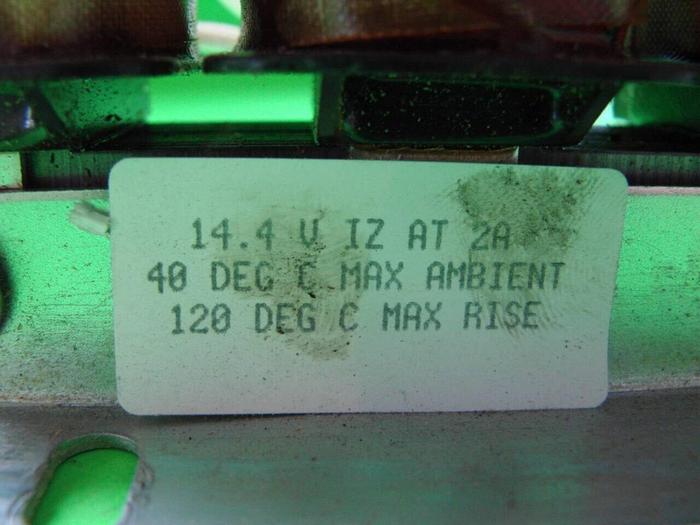 14.4 V IZ AT 2A
40 DEG C MAX AMBIENT
120 DEG C MAX RISE